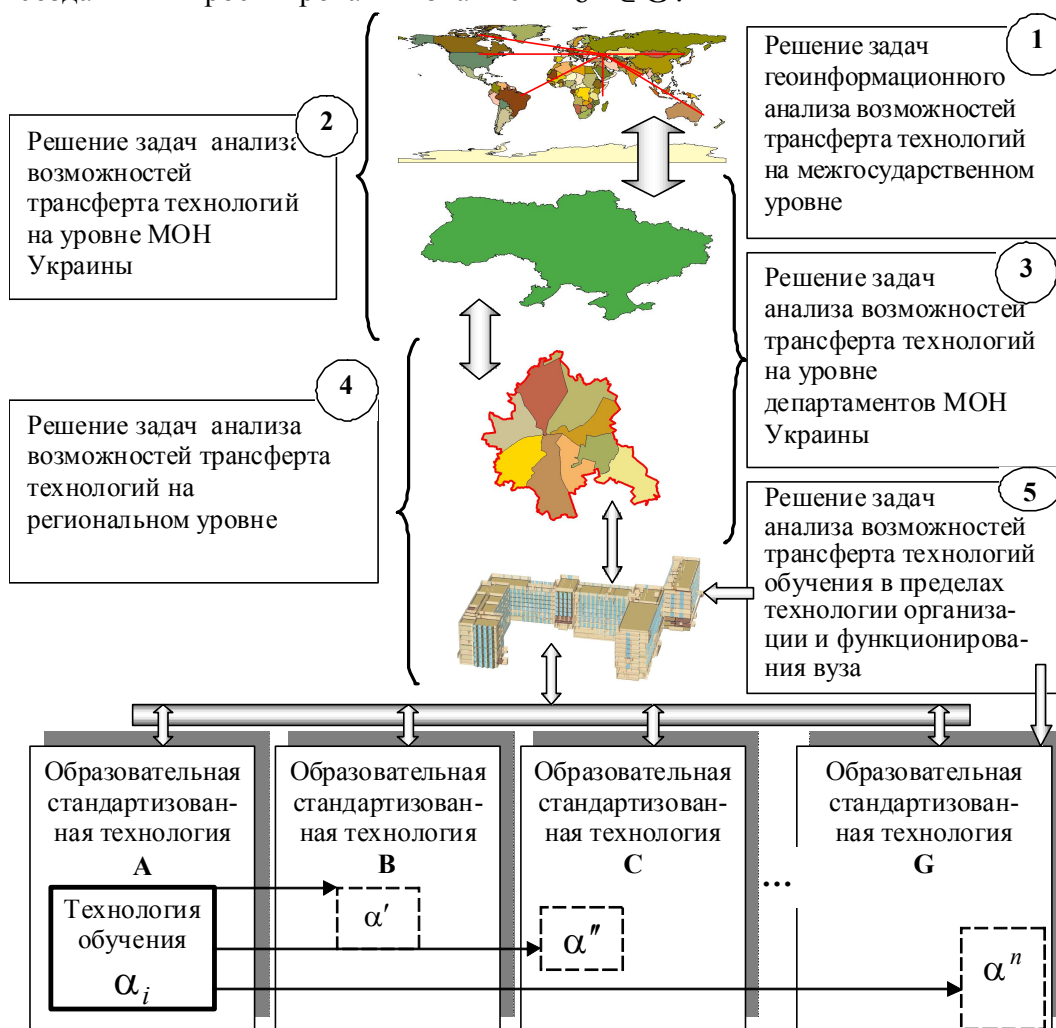 1
Решение задач
геоинформационного
анализа возможностей
трансферта технологий
на межгосударственном
уровне
2
Решение задач анализа
возможностей
трансферта технологий
на уровне МОН
Украины
3
Решение задач
анализа возможностей
трансферта технологий
на уровне
департаментов МОН
Украины
4
Решение задач анализа
возможностей трансферта
технологий на
региональном уровне
5
Решение задач
анализа возможностей
трансферта технологий
обучения в пределах
технологии организа-
ции и функционирова-
ния вуза
Образовательная
стандартизован-
ная технология
A
Образовательная
стандартизован-
ная технология
B
Образовательная
стандартизован-
ная технология
C
...
Образовательная
стандартизован-
ная технология
G
Технология
обучения
αi
α′
α″
αn